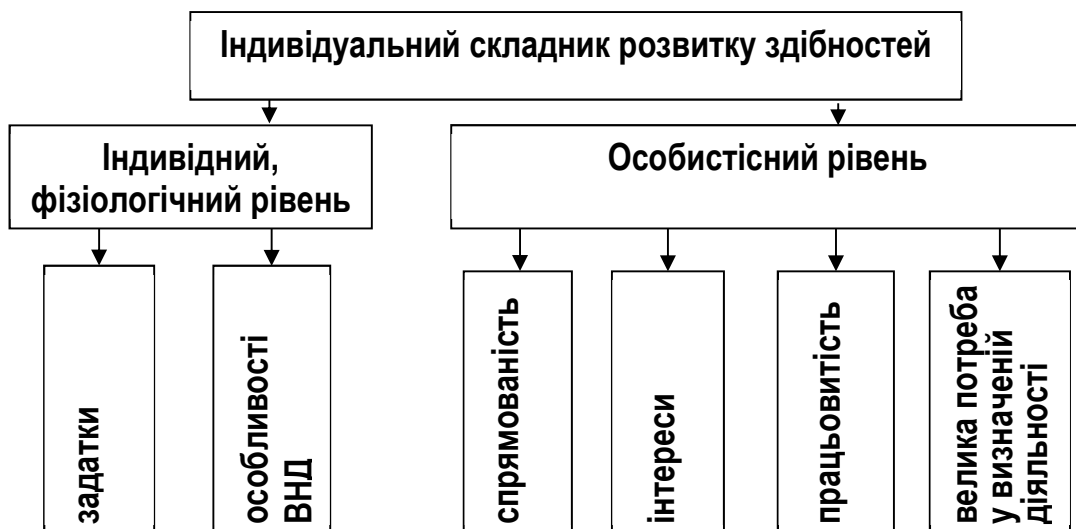 Індивідуальний складник розвитку здібностей
Індивідний,
фізіологічний рівень
Особистісний рівень
задатки
особливості
ВНД
спрямованість
інтереси
працьовитість
велика потреба
у визначеній
діяльності